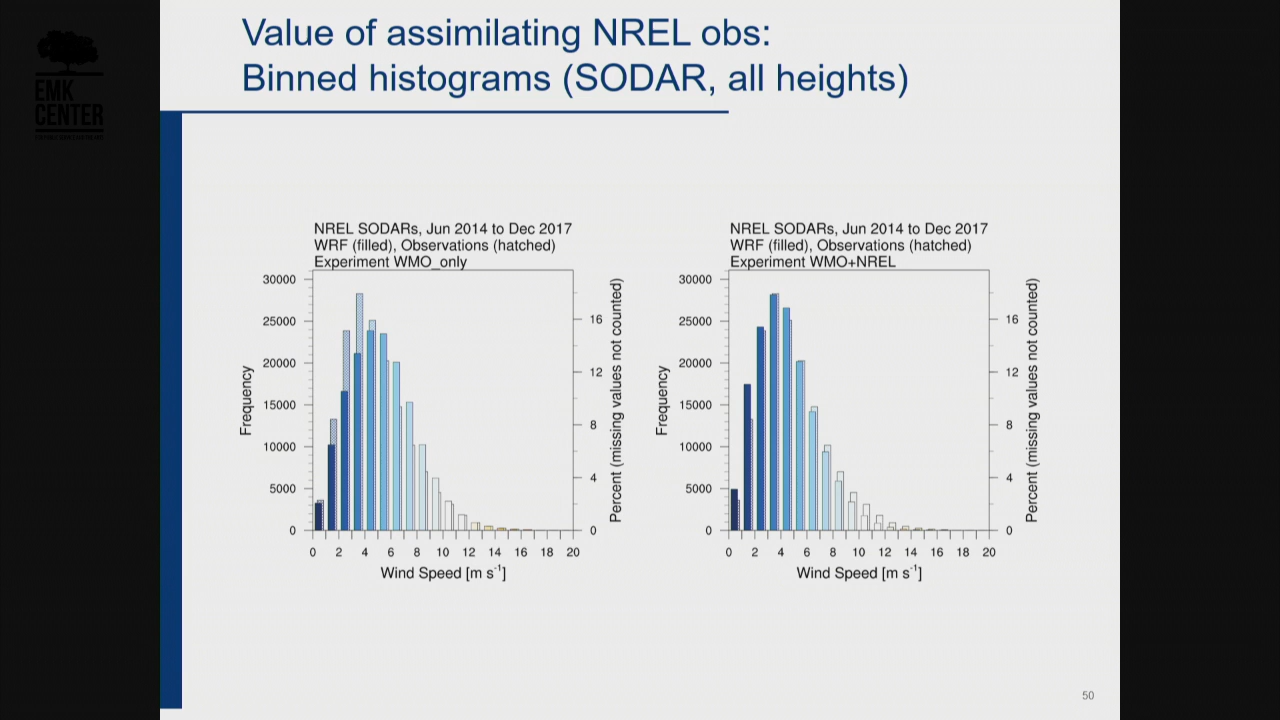 Value of assimilating NREL obs:
Binned histograms (SODAR, all heights)
EMK
CENTER
NREL SODARs, Jun 2014 to Dec 2017
WRF (filled), Observations (hatched)
Experiment WMO_only
30000
25000
20000
15000
10000
5000
0
Frequency
16
12
8
4
0
Percent (missing values not counted)
0 2 4 6 8 10 12 14 16 18 20
Wind Speed [m s⁻¹]
NREL SODARs, Jun 2014 to Dec 2017
WRF (filled), Observations (hatched)
Experiment WMO+NREL
30000
25000
20000
15000
10000
5000
0
Frequency
16
12
8
4
0
Percent (missing values not counted)
0 2 4 6 8 10 12 14 16 18 20
Wind Speed [m s⁻¹]
50